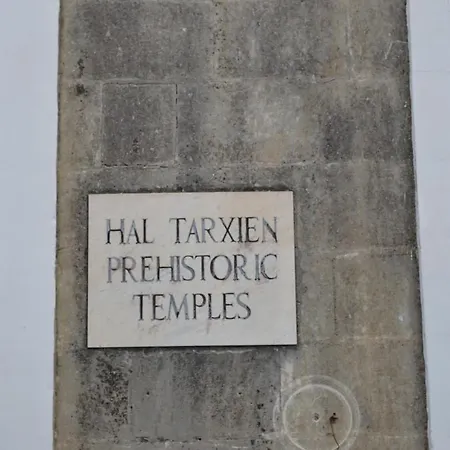 HAL TARXIEN
PREHISTORIC
TEMPLES